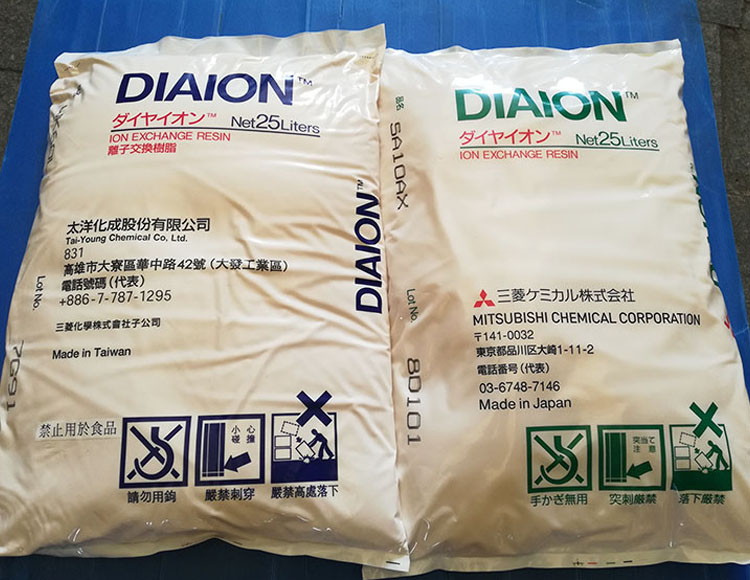 DIAION™
ダイヤイオン™ Net25Liters
ION EXCHANGE RESIN
離子交換樹脂
太洋化成股份有限公司
Tai-Young Chemical Co., Ltd.
831
高雄市大寮區華中路42號（大發工業區）
電話號碼（代表）
+886-7-787-1295
三菱化學株式會社子公司
Made in Taiwan
Lot No.
7G91
DIAION™
禁止用於食品
小心
碰撞
請勿用鉤
嚴禁刺穿
嚴禁高處落下
DIAION™
ダイヤイオン™ Net25Liters
ION EXCHANGE RESIN
品名
SA10AX
三菱ケミカル株式会社
MITSUBISHI CHEMICAL CORPORATION
〒141-0032
東京都品川区大崎1-11-2
電話番号（代表）
03-6748-7146
Made in Japan
Lot No.
8D101
突当て
注意
手かぎ無用
突刺厳禁
落下厳禁